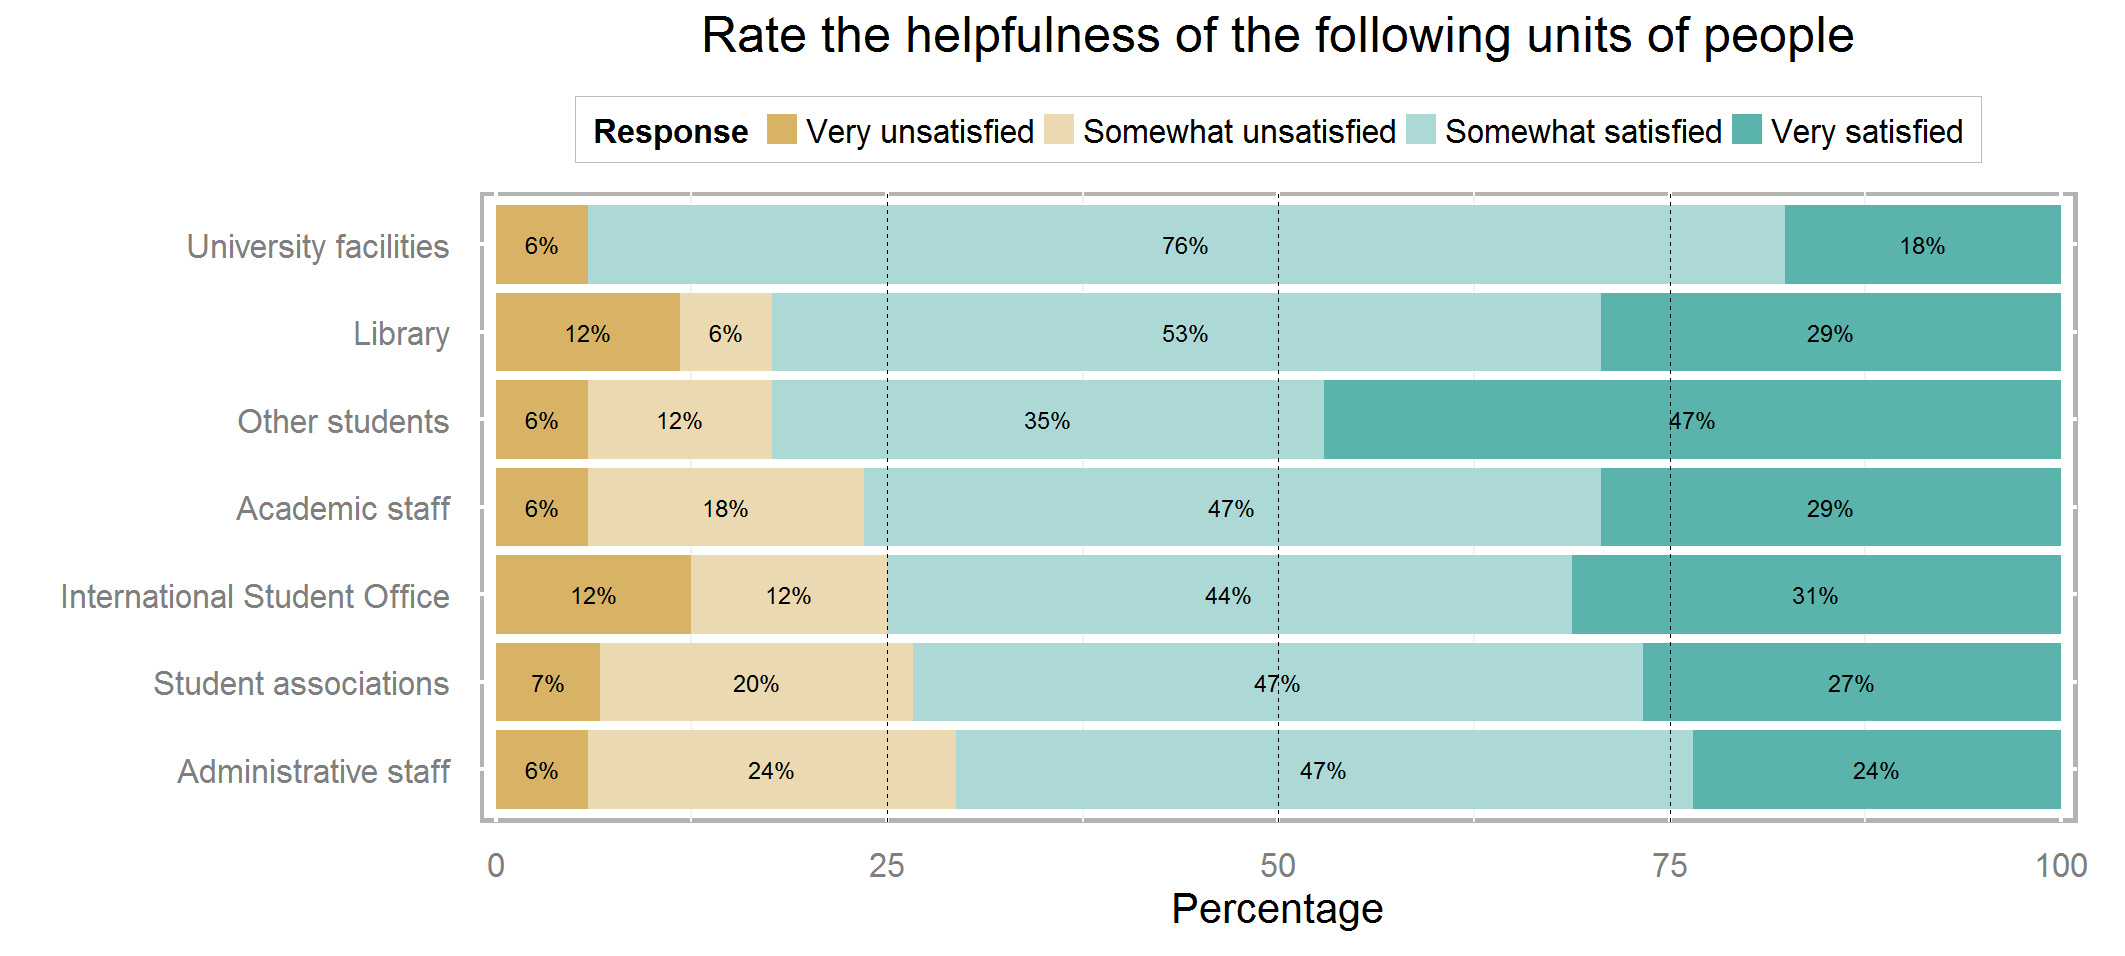 Rate the helpfulness of the following units of people
Response Very unsatisfied Somewhat unsatisfied Somewhat satisfied Very satisfied
University facilities 6% 76% 18%
Library 12% 6% 53% 29%
Other students 6% 12% 35% 47%
Academic staff 6% 18% 47% 29%
International Student Office 12% 12% 44% 31%
Student associations 7% 20% 47% 27%
Administrative staff 6% 24% 47% 24%
0 25 50 75 100
Percentage